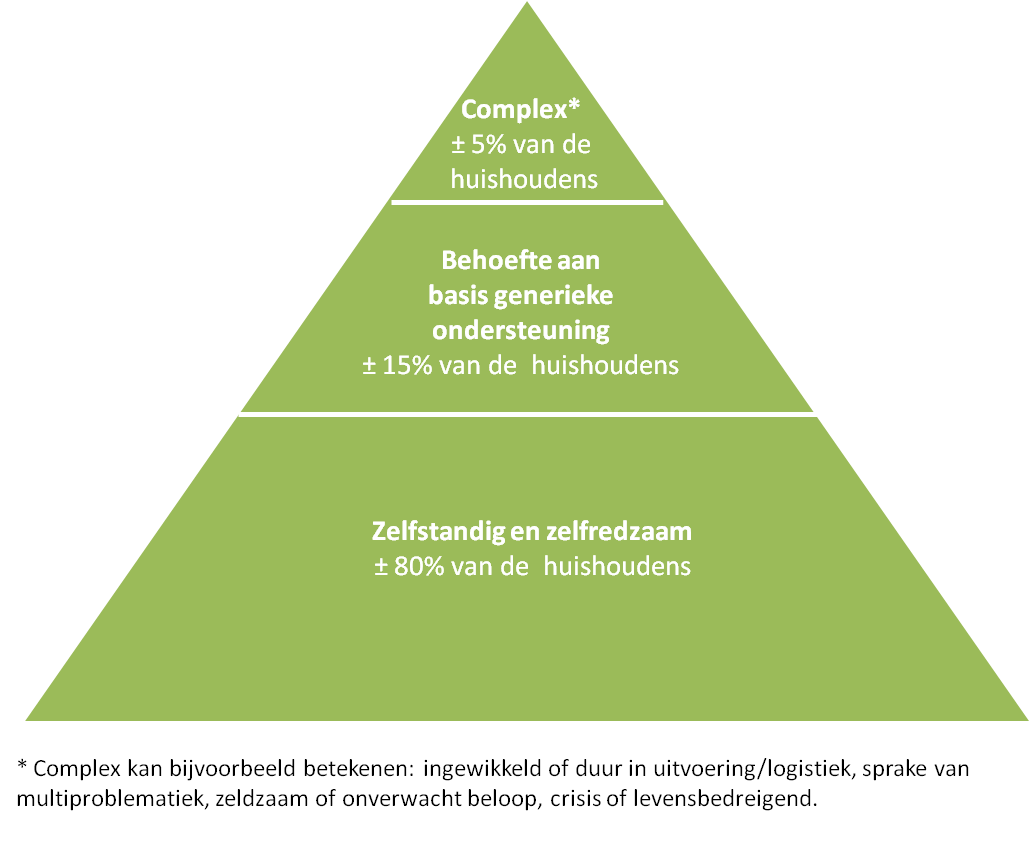 Complex*
± 5% van de
huishoudens
Behoefte aan
basis generieke
ondersteuning
± 15% van de huishoudens
Zelfstandig en zelfredzaam
± 80% van de huishoudens
* Complex kan bijvoorbeeld betekenen: ingewikkeld of duur in uitvoering/logistiek, sprake van
multiproblematiek, zeldzaam of onverwacht beloop, crisis of levensbedreigend.